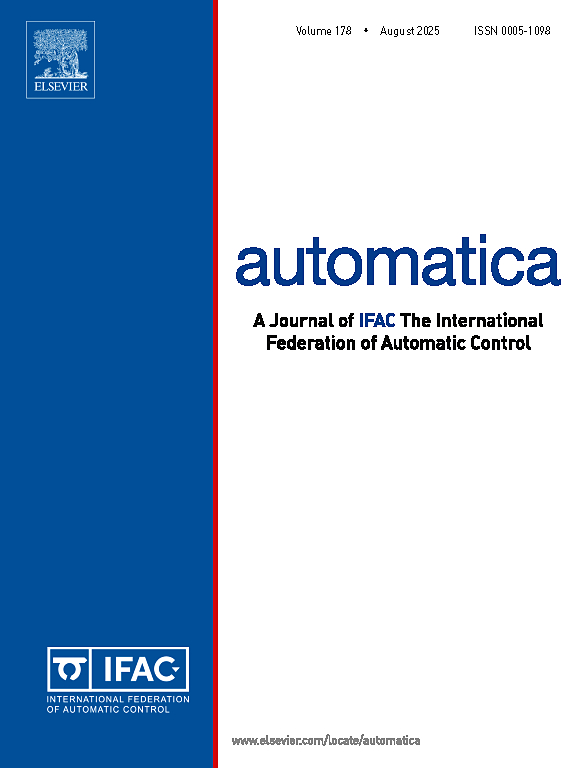 Volume 178 • August 2025 ISSN 0005-1098
ELSEVIER
automatica
A Journal of IFAC The International
Federation of Automatic Control
IFAC
INTERNATIONAL FEDERATION
OF AUTOMATIC CONTROL
www.elsevier.com/locate/automatica